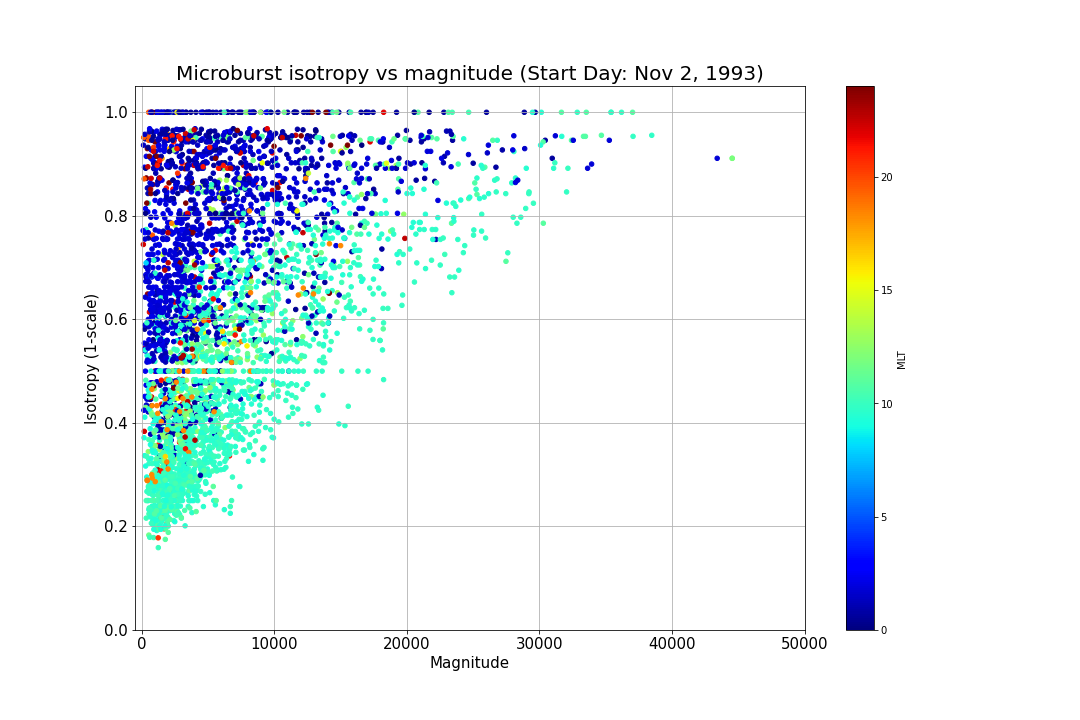 Microburst isotropy vs magnitude (Start Day: Nov 2, 1993)
Isotropy (1-scale)
1.0
0.8
0.6
0.4
0.2
0.0
0 10000 20000 30000 40000 50000
Magnitude
20
15
10
5
0
MLT